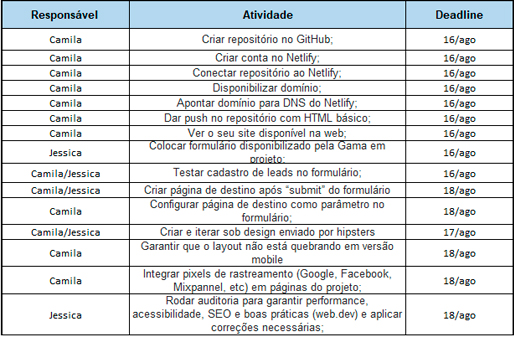 Responsável Atividade Deadline
Camila Criar repositório no GitHub; 16/ago
Camila Criar conta no Netlify; 16/ago
Camila Conectar repositório ao Netlify; 16/ago
Camila Disponibilizar domínio; 16/ago
Camila Apontar domínio para DNS do Netlify; 16/ago
Camila Dar push no repositório com HTML básico; 16/ago
Camila Ver o seu site disponível na web; 16/ago
Jessica Colocar formulário disponibilizado pela Gama em
projeto; 16/ago
Camila/Jessica Testar cadastro de leads no formulário; 16/ago
Camila/Jessica Criar página de destino após “submit” do formulário 18/ago
Camila Configurar página de destino como parâmetro no
formulário; 18/ago
Camila/Jessica Criar e iterar sob design enviado por hipsters 17/ago
Camila Garantir que o layout não está quebrando em versão
mobile 18/ago
Camila Integrar pixels de rastreamento (Google, Facebook,
Mixpannel, etc) em páginas do projeto; 18/ago
Jessica Rodar auditoria para garantir performance,
acessibilidade, SEO e boas práticas (web.dev) e aplicar
correções necessárias; 18/ago